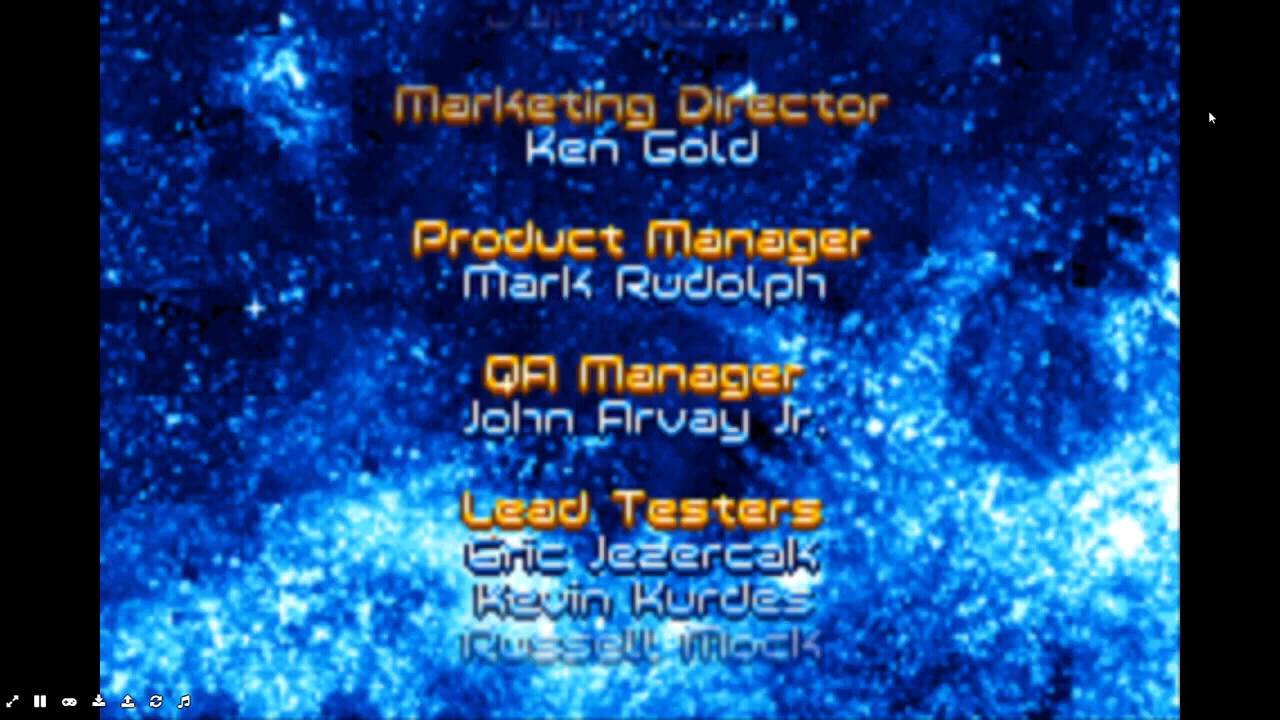 Marketing Director
Ken Gold
Product Manager
Mark Rudolph
QA Manager
John Arvay Jr.
Lead Testers
Eric Jezercak
Kevin Kurdes
Russell Mock